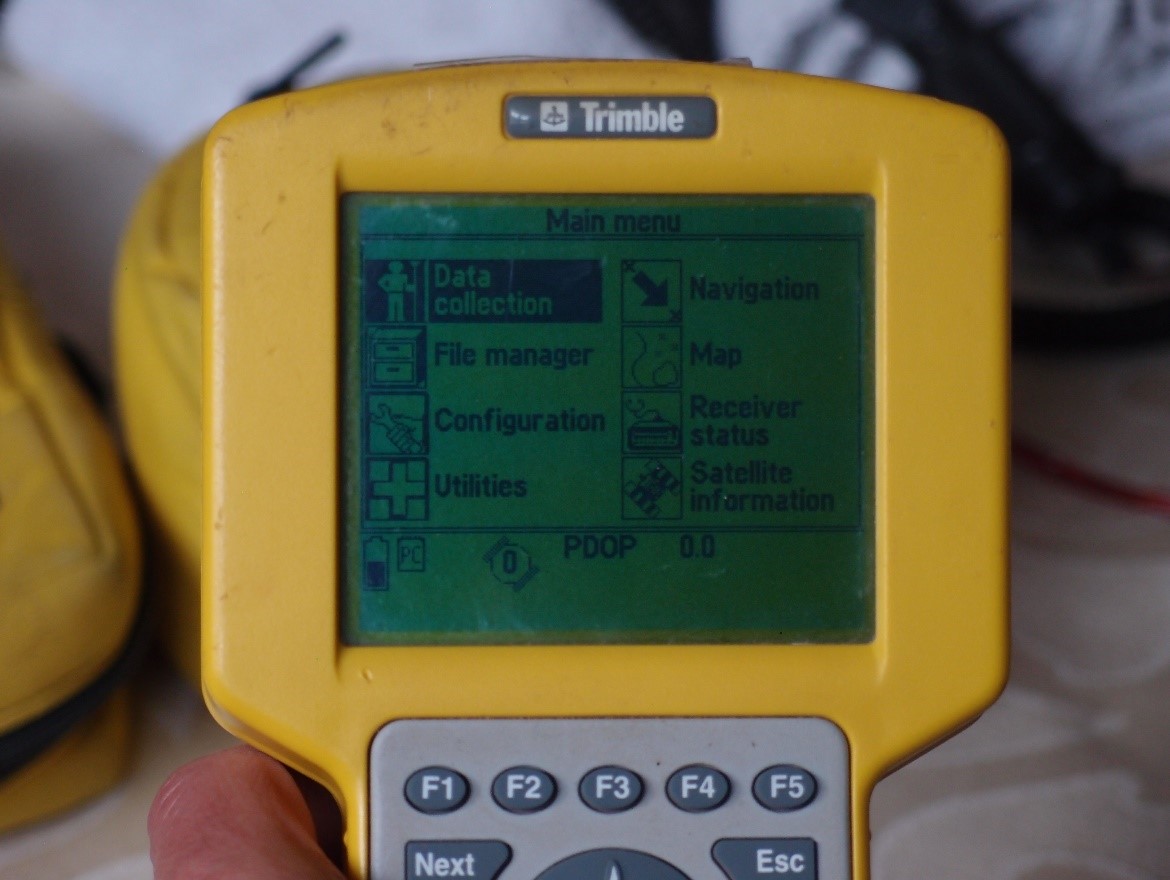 Trimble
Main menu
Data
collection
Navigation
File manager
Map
Configuration
Receiver
status
Utilities
Satellite
information
PC
0
PDOP 0.0
F1 F2 F3 F4 F5
Next
Esc